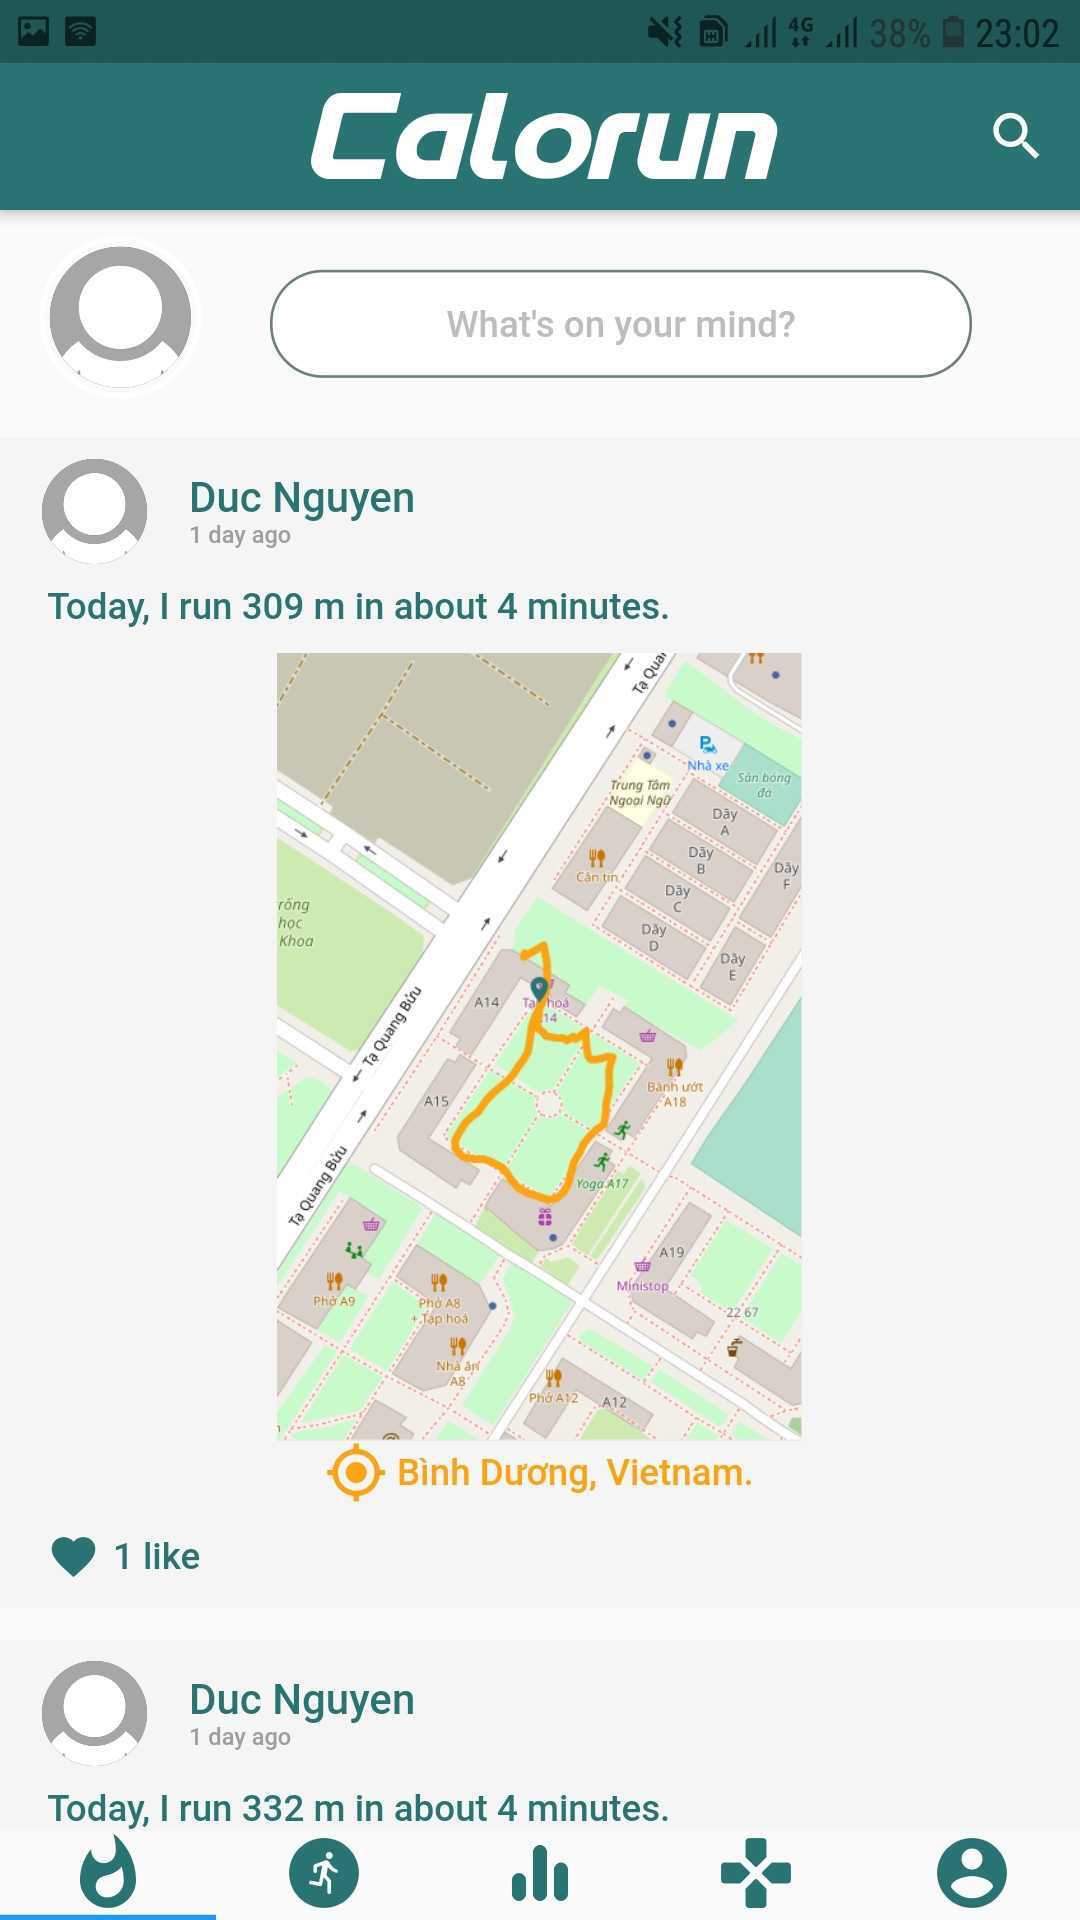 4G 38% 23:02
Calorun
What's on your mind?
Duc Nguyen
1 day ago
Today, I run 309 m in about 4 minutes.
Tạ Quan
P
Nhà xe
Sân bóng
đá
Trung Tâm
Ngoại Ngữ
Dãy
A
Dãy
B
Căn tin
Dãy
F
Dãy
C
rống
học
Khoa
Dãy
D
Dãy
E
A14
hoá
14
Tạ Quang Bửu
Bánh ướt
A18
A15
Yoga A17
Tạ Quang Bửu
A19
Ministop
Phở A9
Phở A8
+ Tạp hoá
22 67
Nhà ăn
A8
Phở A12
A12
Bình Dương, Vietnam.
1 like
Duc Nguyen
1 day ago
Today, I run 332 m in about 4 minutes.